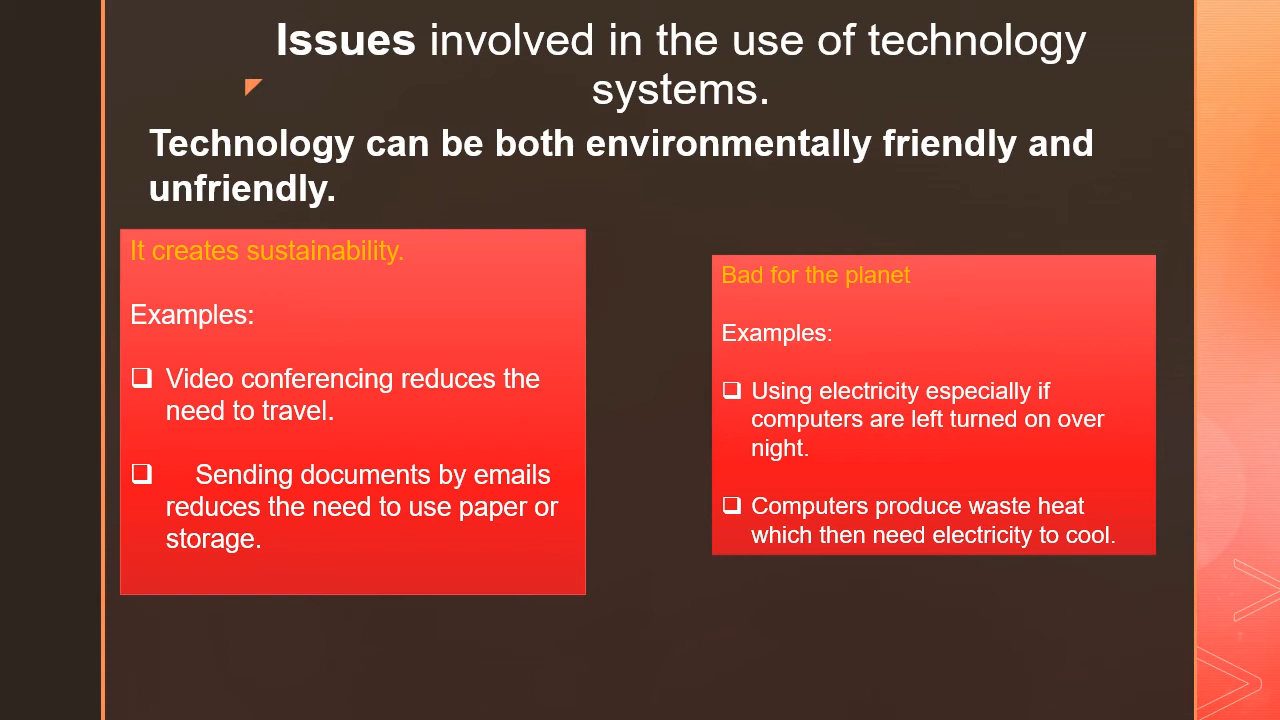 Issues involved in the use of technology
systems.
Technology can be both environmentally friendly and
unfriendly.
It creates sustainability.
Examples:
❑ Video conferencing reduces the
need to travel.
❑ Sending documents by emails
reduces the need to use paper or
storage.
Bad for the planet
Examples:
❑ Using electricity especially if
computers are left turned on over
night.
❑ Computers produce waste heat
which then need electricity to cool.